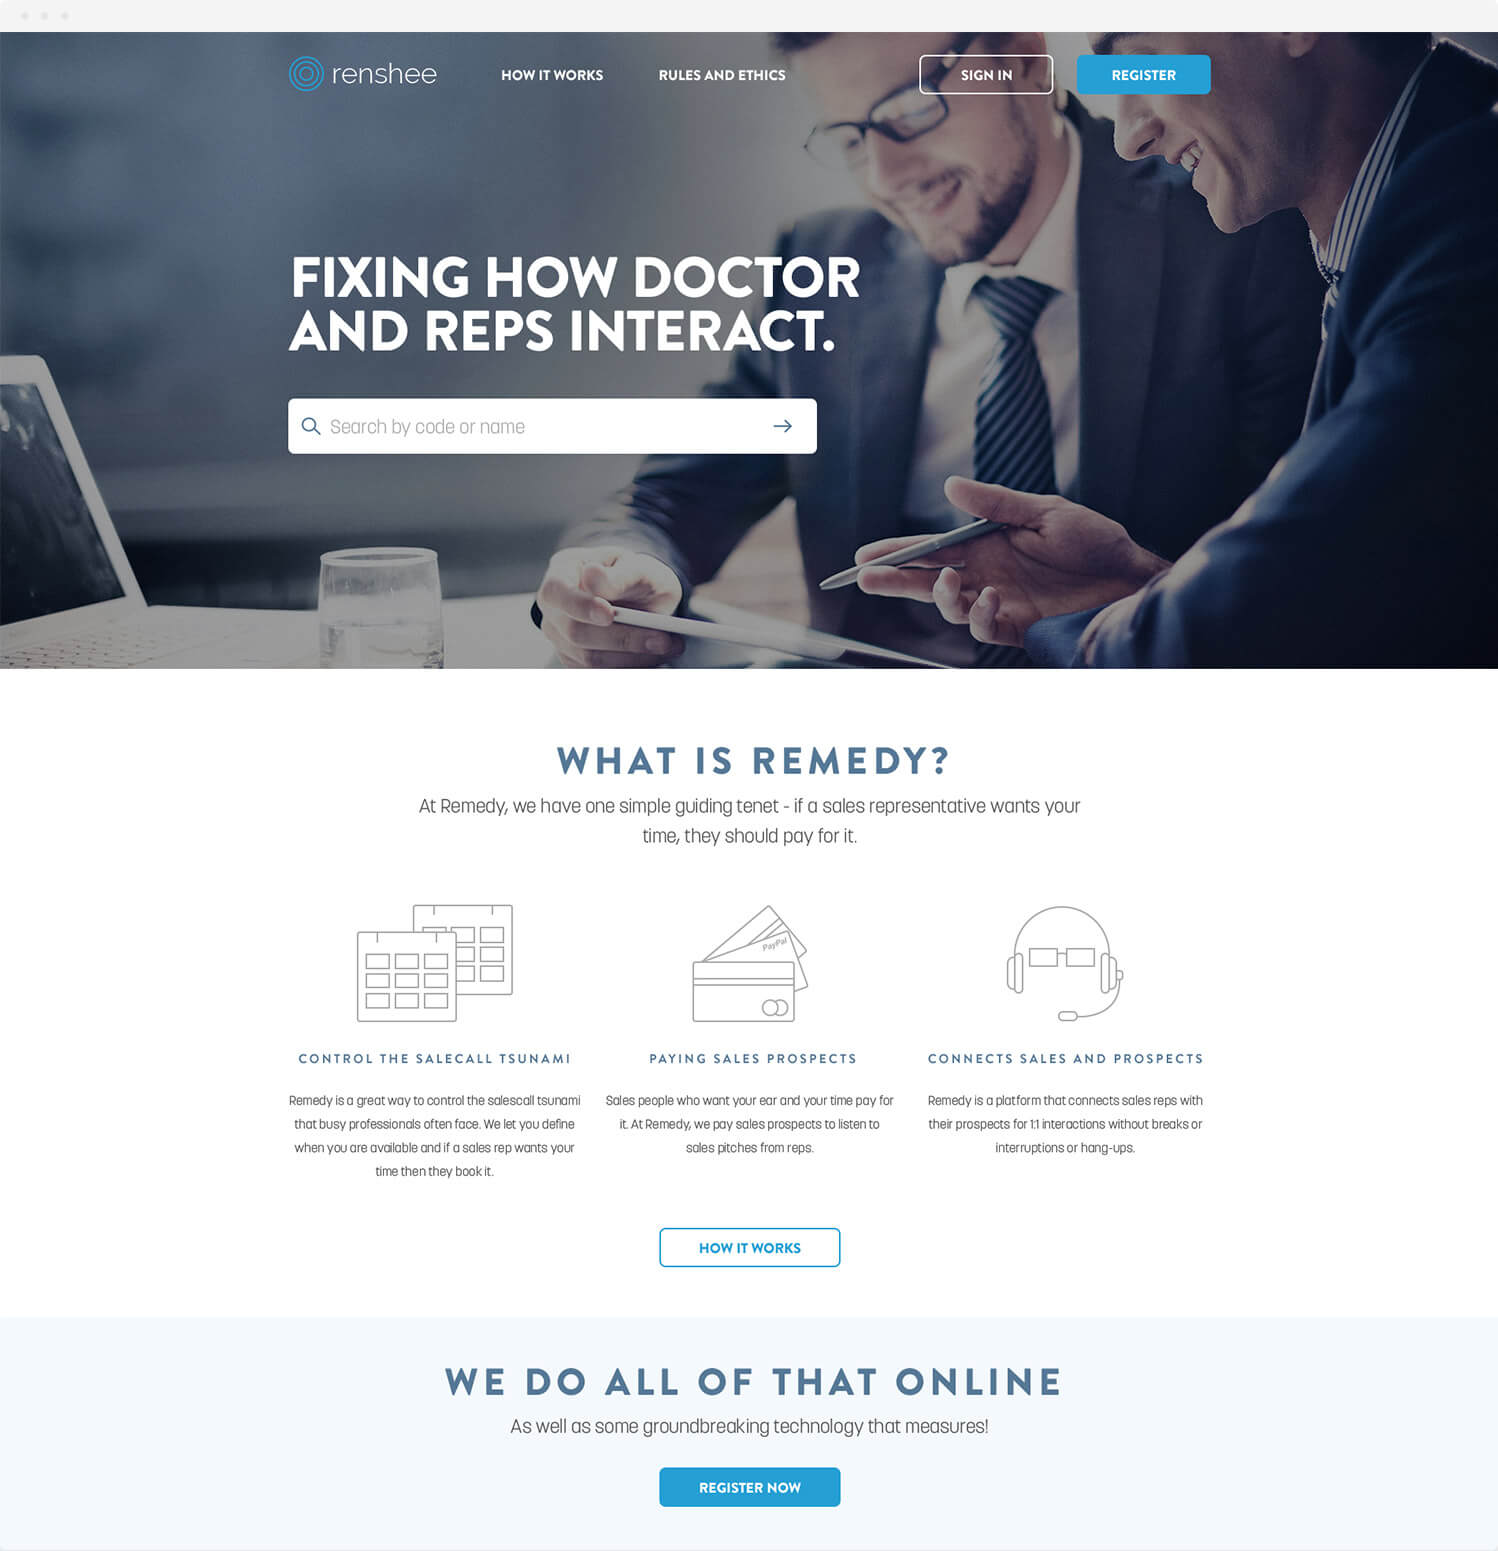 renshee
HOW IT WORKS
RULES AND ETHICS
SIGN IN
REGISTER
FIXING HOW DOCTOR
AND REPS INTERACT.
Search by code or name
WHAT IS REMEDY?
At Remedy, we have one simple guiding tenet - if a sales representative wants your
time, they should pay for it.
PayPal
CONTROL THE SALECALL TSUNAMI
Remedy is a great way to control the salescall tsunami
that busy professionals often face. We let you define
when you are available and if a sales rep wants your
time then they book it.
PAYING SALES PROSPECTS
Sales people who want your ear and your time pay for
it. At Remedy, we pay sales prospects to listen to
sales pitches from reps.
CONNECTS SALES AND PROSPECTS
Remedy is a platform that connects sales reps with
their prospects for 1:1 interactions without breaks or
interruptions or hang-ups.
HOW IT WORKS
WE DO ALL OF THAT ONLINE
As well as some groundbreaking technology that measures!
REGISTER NOW